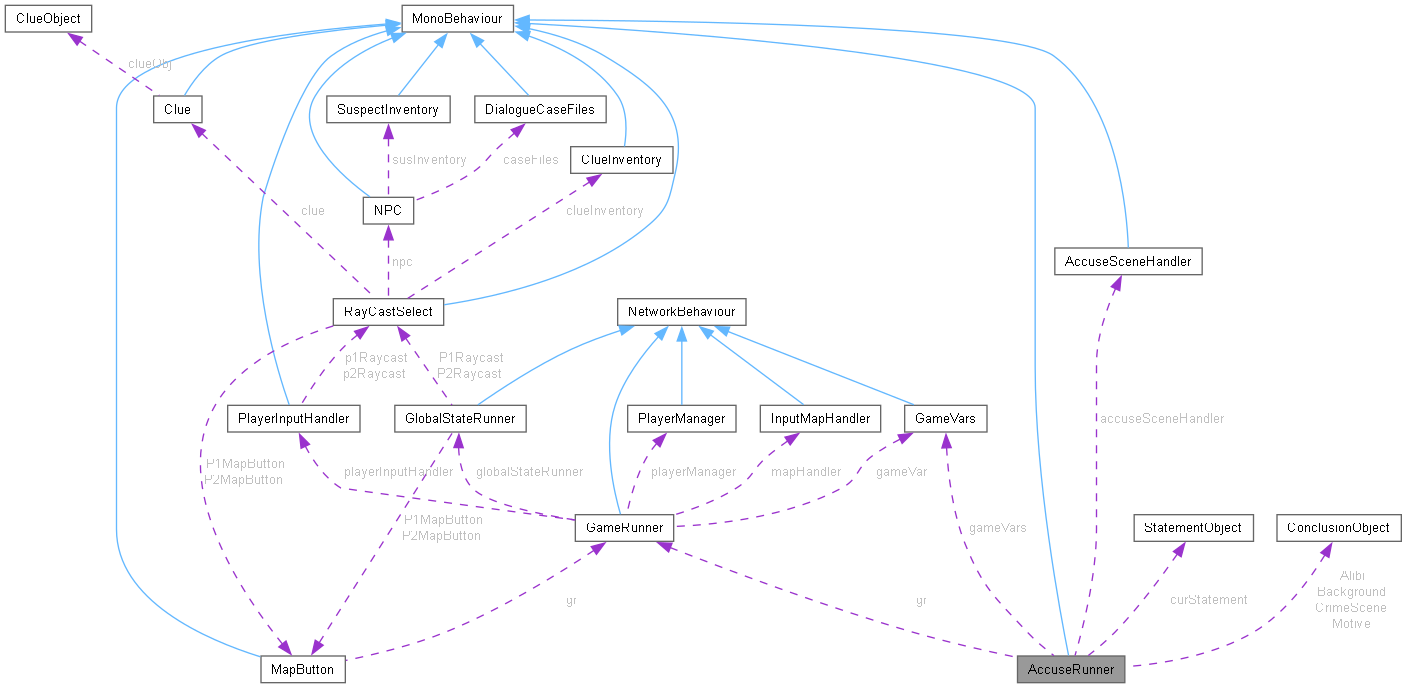 ClueObject
MonoBehaviour
clueObj
Clue
SuspectInventory
DialogueCaseFiles
susInventory
caseFiles
ClueInventory
NPC
clue
clueInventory
npc
AccuseSceneHandler
RayCastSelect
NetworkBehaviour
p1Raycast
p2Raycast
P1Raycast
P2Raycast
PlayerInputHandler
GlobalStateRunner
PlayerManager
InputMapHandler
GameVars
accuseSceneHandler
P1MapButton
P2MapButton
playerInputHandler
globalStateRunner
playerManager
mapHandler
gameVar
P1MapButton
P2MapButton
GameRunner
gameVars
StatementObject
ConclusionObject
gr
gr
curStatement
Alibi
Background
CrimeScene
Motive
MapButton
AccuseRunner